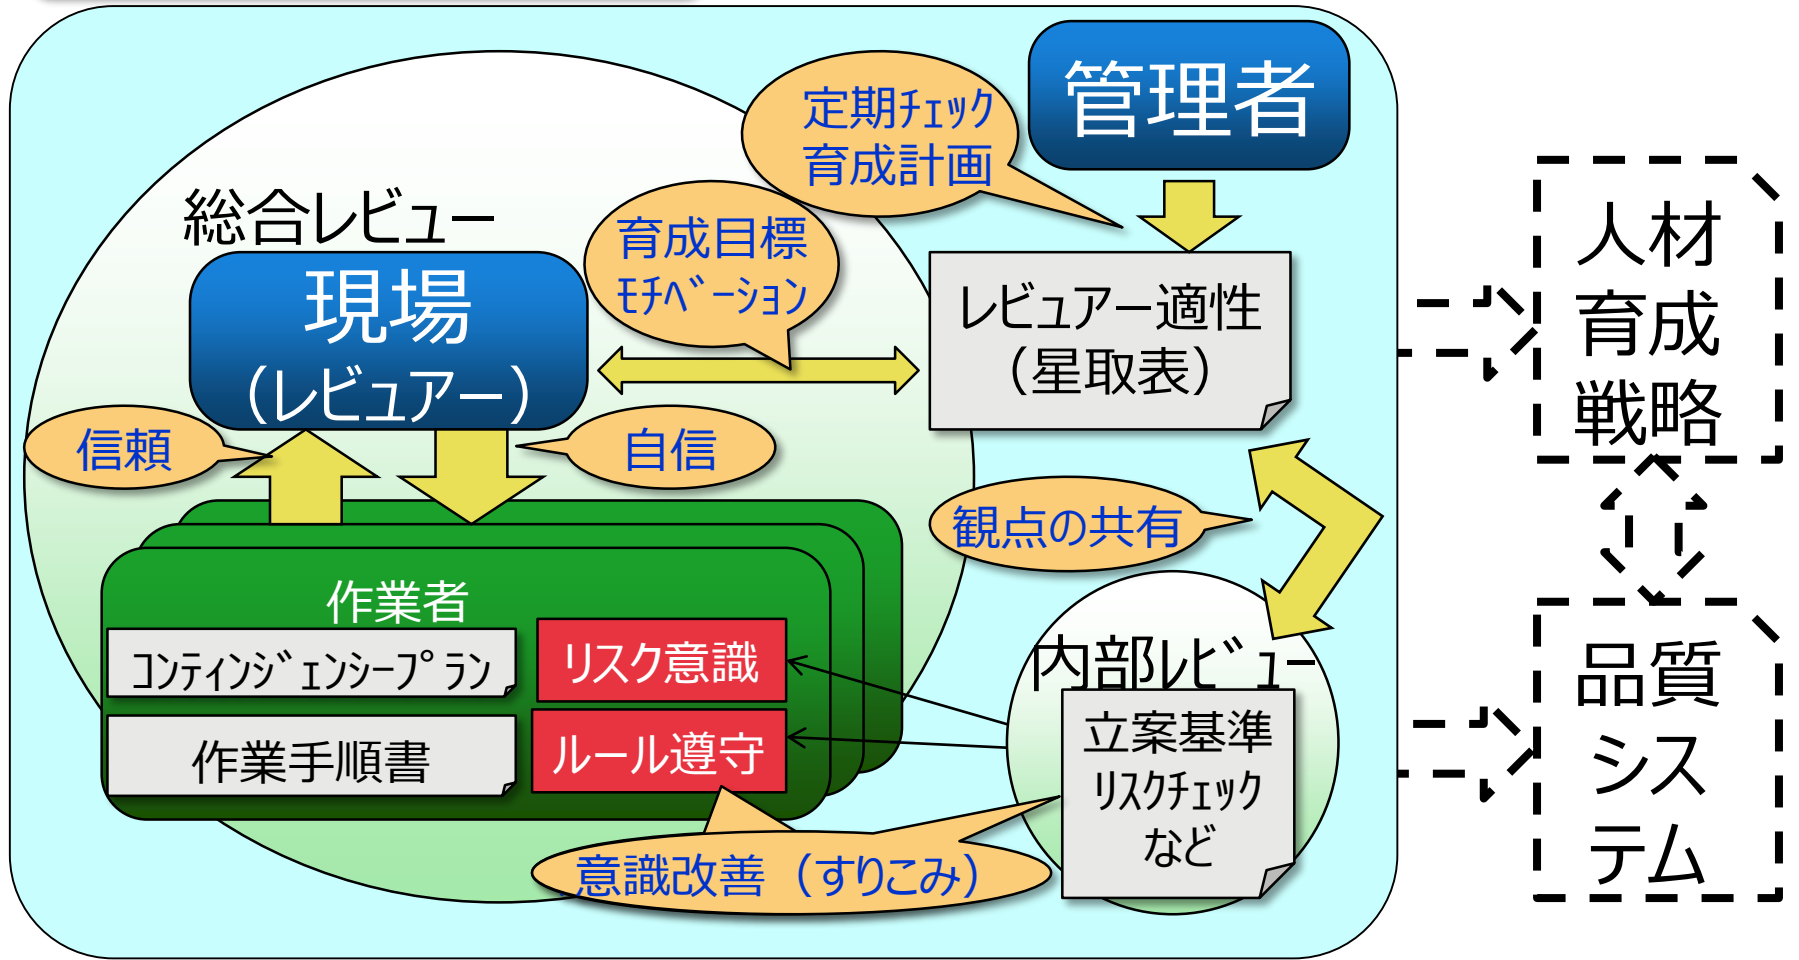 管理者
定期ﾁｪｯｸ
育成計画
総合レビュー
育成目標
ﾓﾁﾍﾞｰｼｮﾝ
現場
（レビュアー）
レビュアー適性
（星取表）
信頼
自信
観点の共有
作業者
ｺﾝﾃｨﾝｼﾞｪﾝｼｰﾌﾟﾗﾝ
リスク意識
作業手順書
ルール遵守
内部ﾚﾋﾞｭｰ
立案基準
ﾘｽｸﾁｪｯｸ
など
意識改善（すりこみ）
人材
育成
戦略
品質
シス
テム